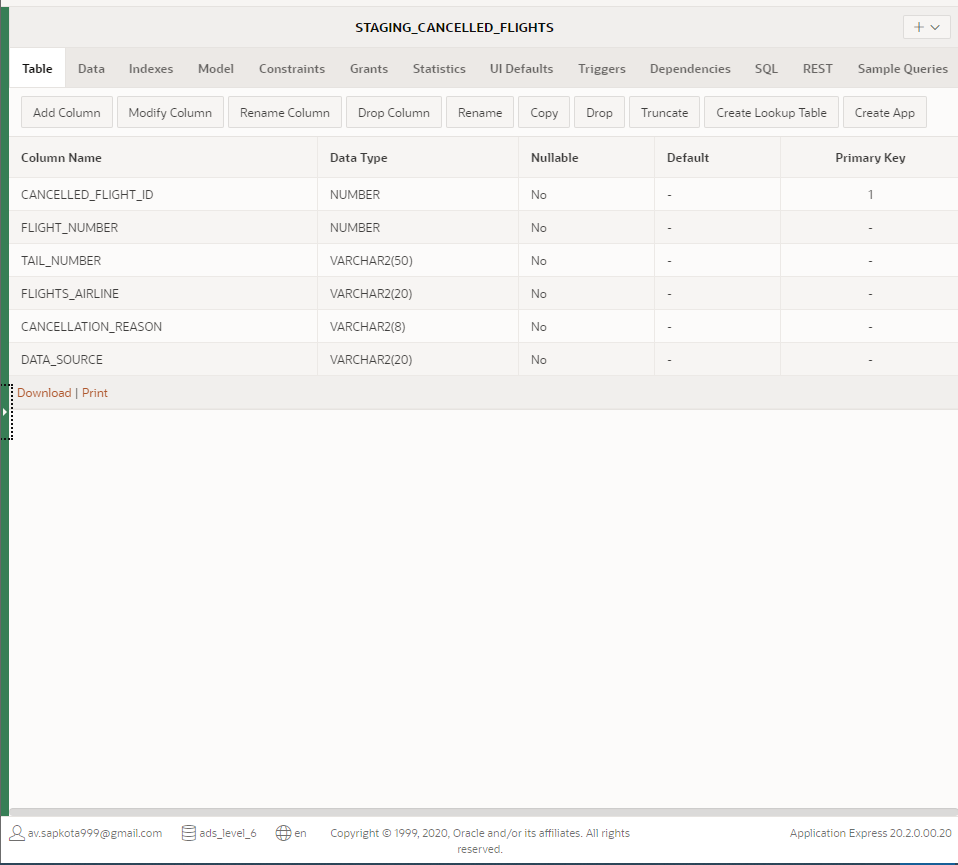 STAGING_CANCELLED_FLIGHTS
Table Data Indexes Model Constraints Grants Statistics UI Defaults Triggers Dependencies SQL REST Sample Queries
Add Column Modify Column Rename Column Drop Column Rename Copy Drop Truncate Create Lookup Table Create App
Column Name Data Type Nullable Default Primary Key
CANCELLED_FLIGHT_ID NUMBER No - 1
FLIGHT_NUMBER NUMBER No - -
TAIL_NUMBER VARCHAR2(50) No - -
FLIGHTS_AIRLINE VARCHAR2(20) No - -
CANCELLATION_REASON VARCHAR2(8) No - -
DATA_SOURCE VARCHAR2(20) No - -
Download | Print
av.sapkota999@gmail.com ads_level_6 en Copyright © 1999, 2020, Oracle and/or its affiliates. All rights Application Express 20.2.0.00.20
reserved.